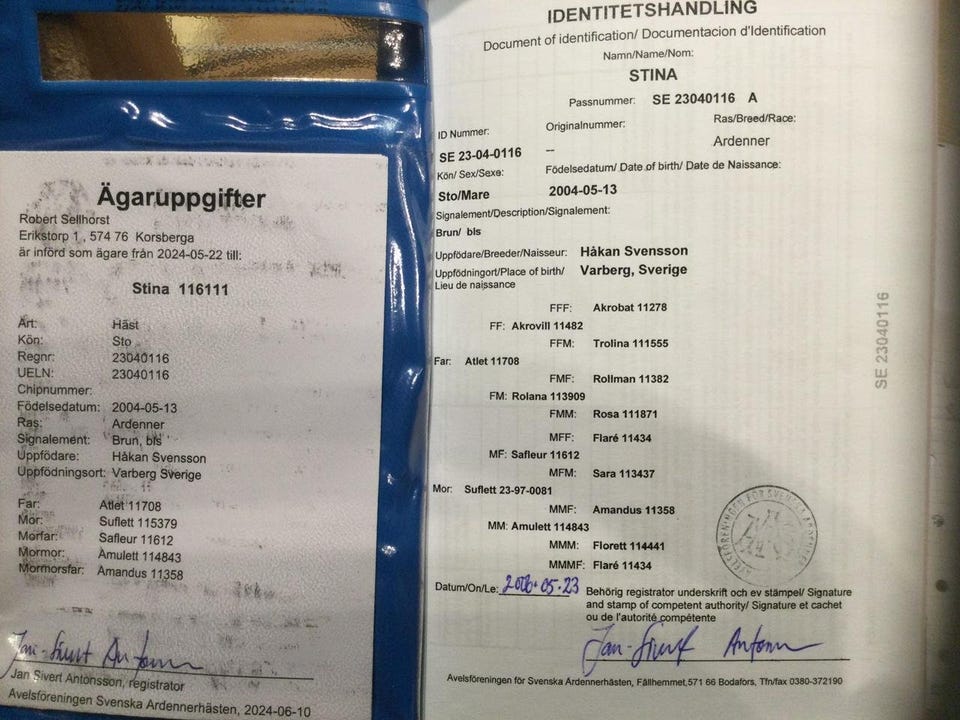 Ägaruppgifter
Robert Sellhorst
Erikstorp 1 , 574 76 Korsberga
är införd som ägare från 2024-05-22 till:
Stina 116111
Art: Häst
Kön: Sto
Regnr: 23040116
UELN: 23040116
Chipnummer:
Födelsedatum: 2004-05-13
Ras: Ardenner
Signalement: Brun, bls
Uppfödare: Håkan Svensson
Uppfödningsort: Varberg Sverige
Far: Atlet 11708
Mor: Suflett 115379
Morfar: Safleur 11612
Mormor: Amulett 114843
Mormorsfar: Amandus 11358
Jan-Sivert Antonsson
Jan Sivert Antonsson, registrator
Avelsföreningen Svenska Ardennerhästen, 2024-06-10
IDENTITETSHANDLING
Document of identification/ Documentacion d'Identification
Namn/Name/Nom:
STINA
Passnummer: SE 23040116 A
ID Nummer: Originalnummer: Ras/Breed/Race:
SE 23-04-0116 -- Ardenner
Kön/ Sex/Sexe: Födelsedatum/ Date of birth/ Date de Naissance:
Sto/Mare 2004-05-13
Signalement/Description/Signalement:
Brun/ bls
Uppfödare/Breeder/Naisseur: Håkan Svensson
Uppfödningort/Place of birth/ Varberg, Sverige
Lieu de naissance
FFF: Akrobat 11278
FF: Akrovill 11482
FFM: Trolina 111555
Far: Atlet 11708
FMF: Rollman 11382
FM: Rolana 113909
FMM: Rosa 111871
MFF: Flaré 11434
MF: Safleur 11612
MFM: Sara 113437
Mor: Suflett 23-97-0081
MMF: Amandus 11358
MM: Amulett 114843
MMM: Florett 114441
MMMF: Flaré 11434
Datum/On/Le: 2006-05-23 Behörig registrator underskrift och ev stämpel/ Signature
and stamp of competent authority/ Signature et cachet
ou de l'autorité compétente
Jan-Sivert Antonsson
Avelsföreningen för Svenska Ardennerhästen, Fällhemmet,571 66 Bodafors, Tfn/fax 0380-372190
SE 23040116
AVELSFÖRENINGEN FÖR SVENSKA